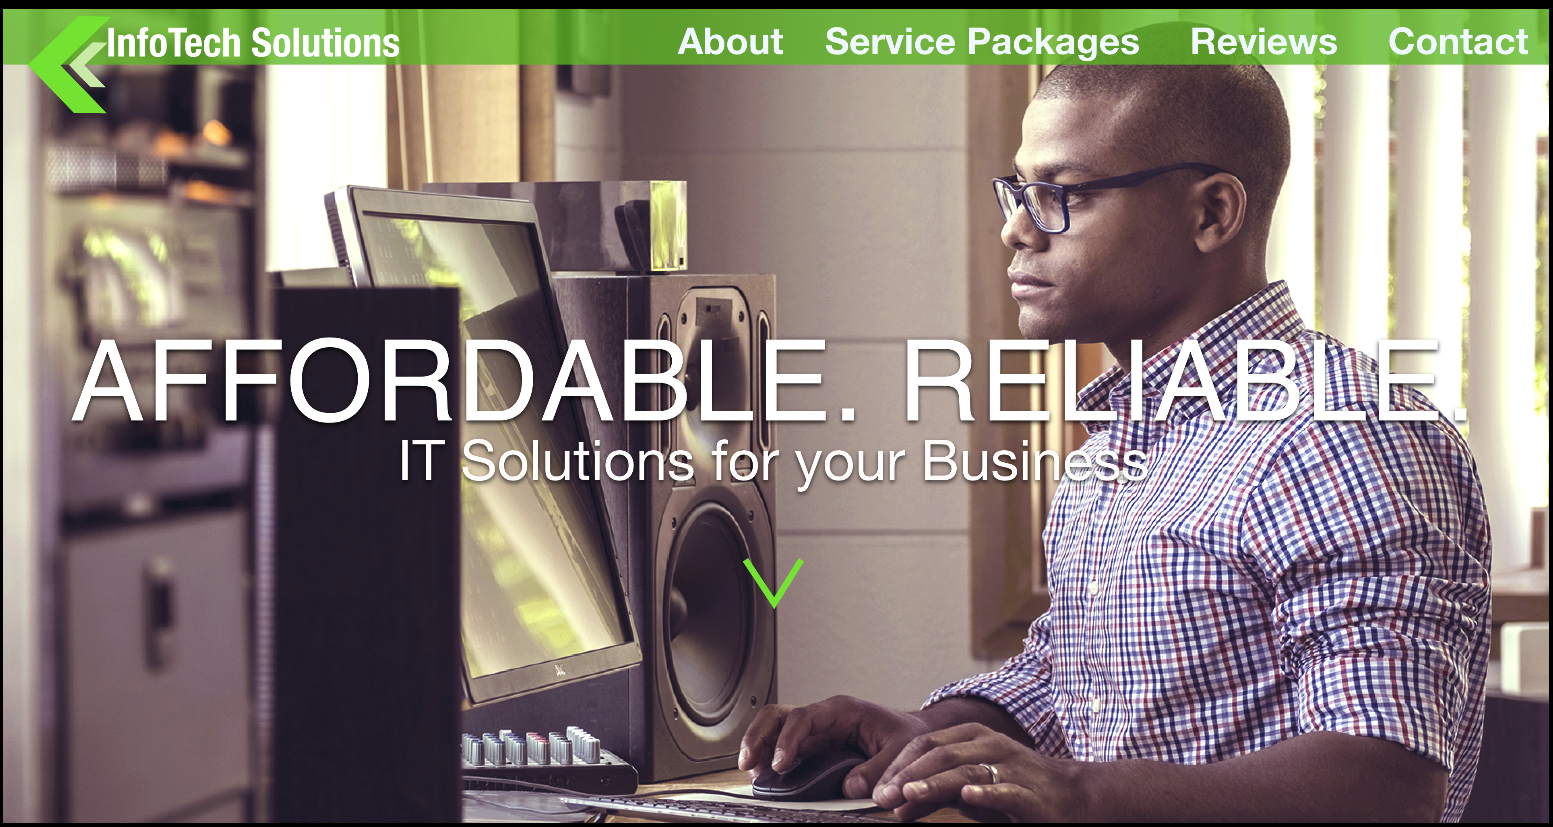 InfoTech Solutions About Service Packages Reviews Contact
AFFORDABLE. RELIABLE.
IT Solutions for your Business